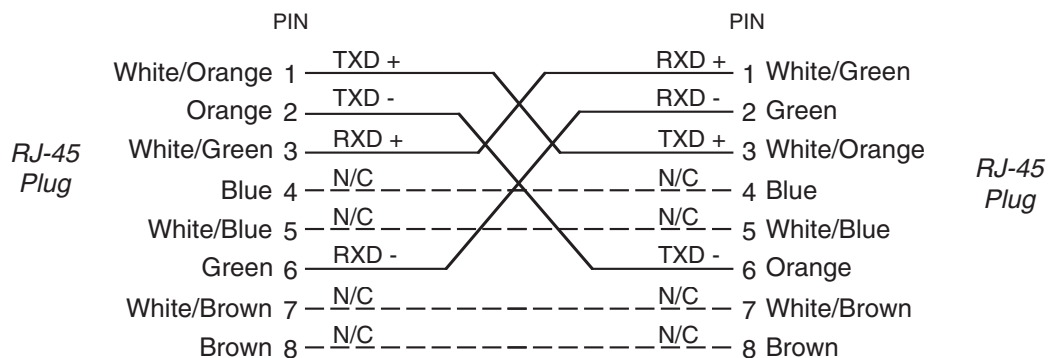 PIN PIN
White/Orange 1 TXD + RXD + 1 White/Green
Orange 2 TXD - RXD - 2 Green
White/Green 3 RXD + TXD + 3 White/Orange
RJ-45 Plug
Blue 4 N/C N/C 4 Blue
RJ-45 Plug
White/Blue 5 N/C N/C 5 White/Blue
Green 6 RXD - TXD - 6 Orange
White/Brown 7 N/C N/C 7 White/Brown
Brown 8 N/C N/C 8 Brown